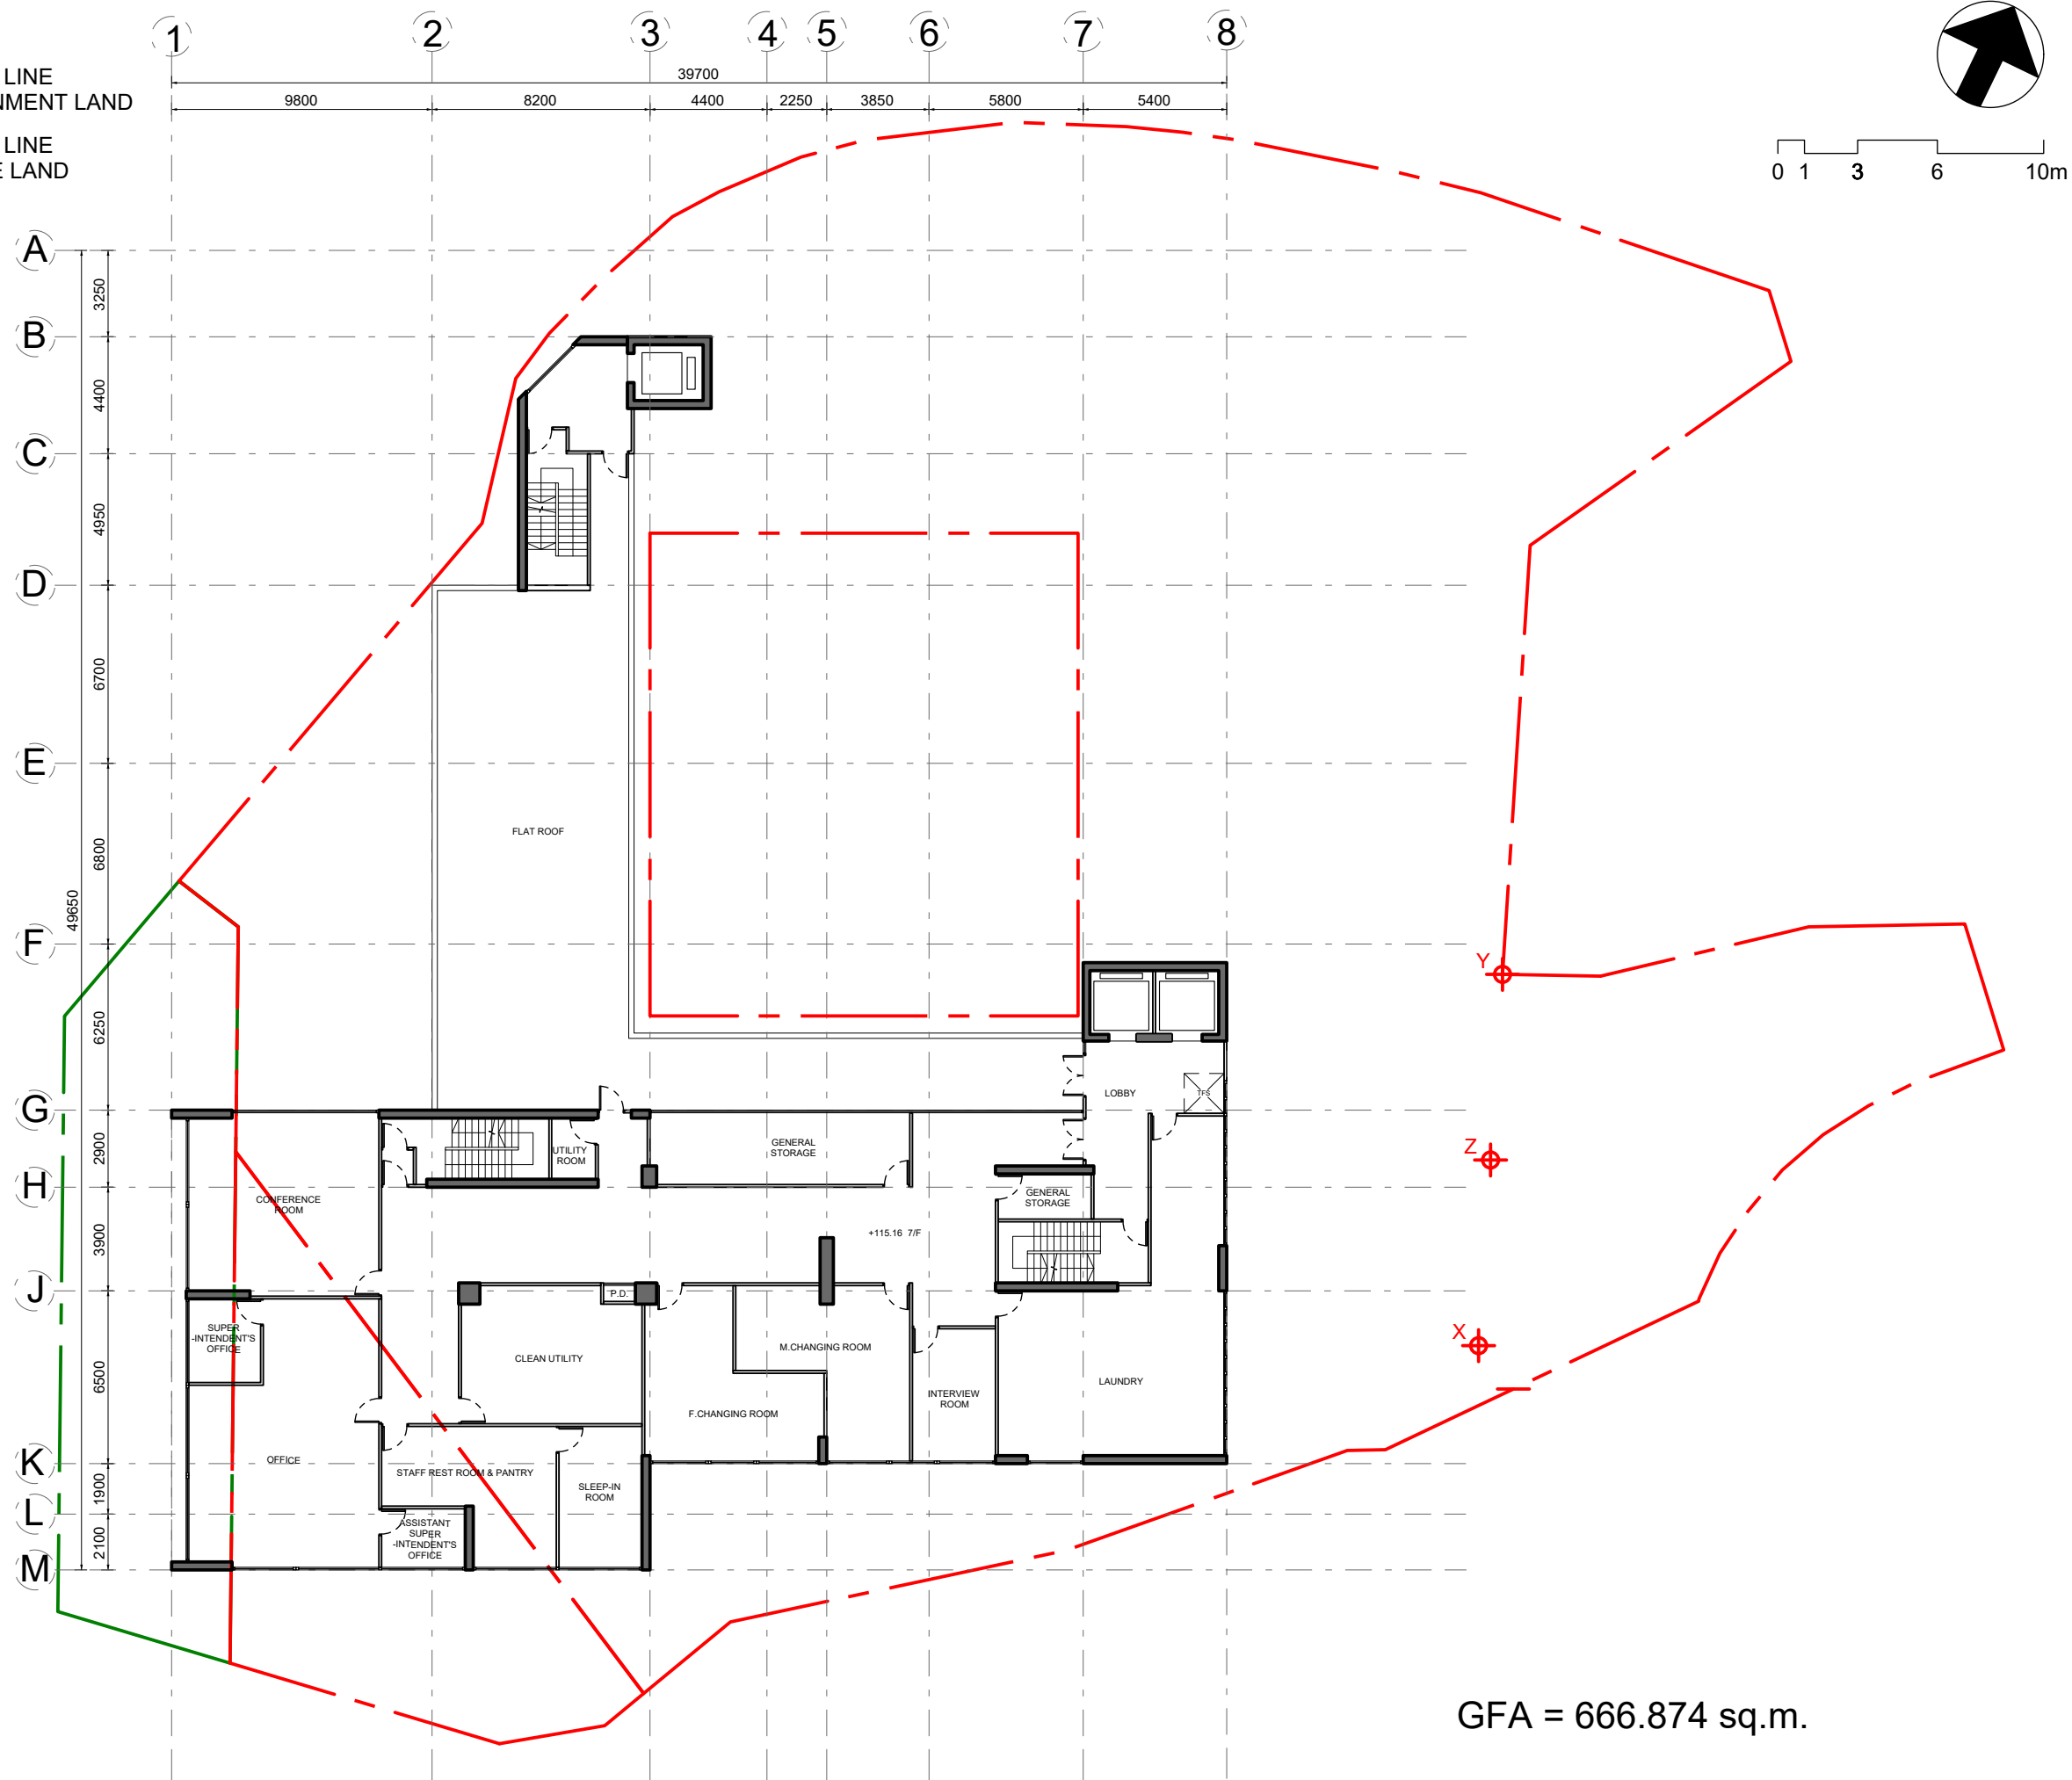 1 2 3 4 5 6 7 8
39700
9800 8200 4400 2250 3850 5800 5400
LINE
NMENT LAND
LINE
E LAND
0 1 3 6 10m
A
B
C
D
E
F
G
H
J
K
L
M
3250
4400
4950
6700
6800
6250
2900
3900
6500
1900
2100
49650
FLAT ROOF
Y
Z
X
LOBBY
TFS
UTILITY
ROOM
GENERAL
STORAGE
CONFERENCE
ROOM
GENERAL
STORAGE
+115.16 7/F
P.D.
SUPER
-INTENDENT'S
OFFICE
CLEAN UTILITY
M.CHANGING ROOM
F.CHANGING ROOM
INTERVIEW
ROOM
LAUNDRY
OFFICE
STAFF REST ROOM & PANTRY
SLEEP-IN
ROOM
ASSISTANT
SUPER
-INTENDENT'S
OFFICE
GFA = 666.874 sq.m.